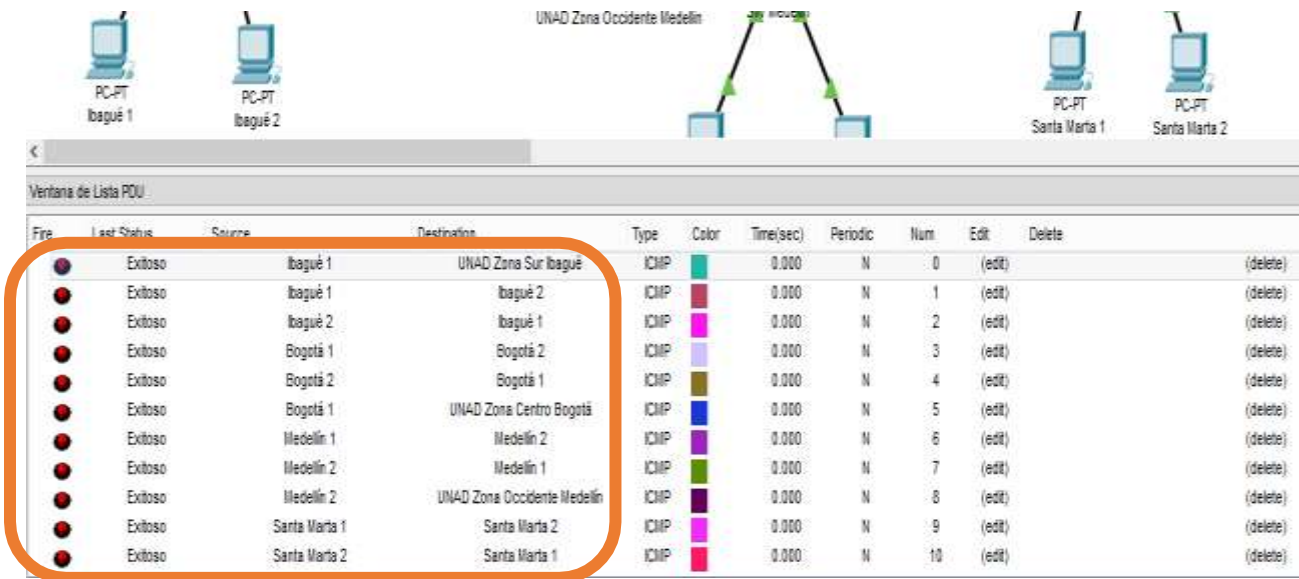 UNAD Zona Occidente Medellín
PC-PT
Ibagué 1
PC-PT
Ibagué 2
PC-PT
Santa Marta 1
PC-PT
Santa Marta 2
Ventana de Lista PDU
Fire Last Status Source Destination Type Color Time(sec) Periodic Num Edit Delete
Exitoso Ibagué 1 UNAD Zona Sur Ibagué ICMP 0.000 N 0 (edit) (delete)
Exitoso Ibagué 1 Ibagué 2 ICMP 0.000 N 1 (edit) (delete)
Exitoso Ibagué 2 Ibagué 1 ICMP 0.000 N 2 (edit) (delete)
Exitoso Bogotá 1 Bogotá 2 ICMP 0.000 N 3 (edit) (delete)
Exitoso Bogotá 2 Bogotá 1 ICMP 0.000 N 4 (edit) (delete)
Exitoso Bogotá 1 UNAD Zona Centro Bogotá ICMP 0.000 N 5 (edit) (delete)
Exitoso Medellín 1 Medellín 2 ICMP 0.000 N 6 (edit) (delete)
Exitoso Medellín 2 Medellín 1 ICMP 0.000 N 7 (edit) (delete)
Exitoso Medellín 2 UNAD Zona Occidente Medellín ICMP 0.000 N 8 (edit) (delete)
Exitoso Santa Marta 1 Santa Marta 2 ICMP 0.000 N 9 (edit) (delete)
Exitoso Santa Marta 2 Santa Marta 1 ICMP 0.000 N 10 (edit) (delete)